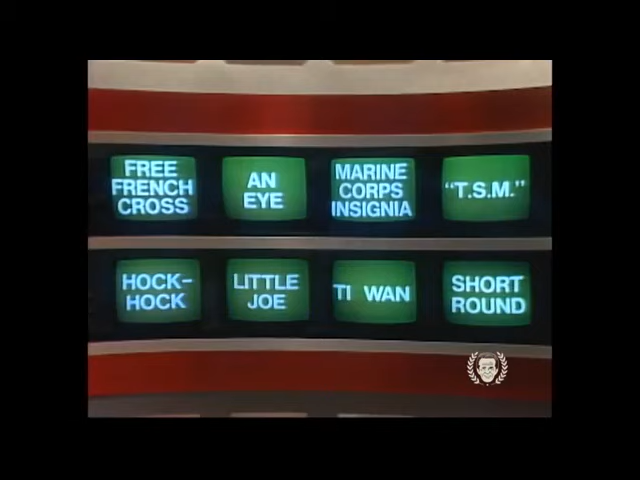 FREE
FRENCH
CROSS
AN
EYE
MARINE
CORPS
INSIGNIA
"T.S.M."
HOCK-
HOCK
LITTLE
JOE
TI WAN
SHORT
ROUND